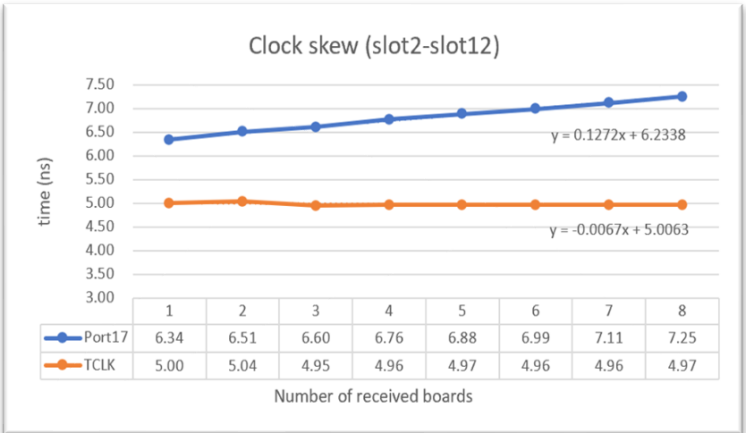 Clock skew (slot2-slot12)
7.50
7.00
6.50
6.00
5.50
5.00
4.50
4.00
3.50
3.00
time (ns)
y = 0.1272x + 6.2338
y = -0.0067x + 5.0063
1 2 3 4 5 6 7 8
Port17 6.34 6.51 6.60 6.76 6.88 6.99 7.11 7.25
TCLK 5.00 5.04 4.95 4.96 4.97 4.96 4.96 4.97
Number of received boards